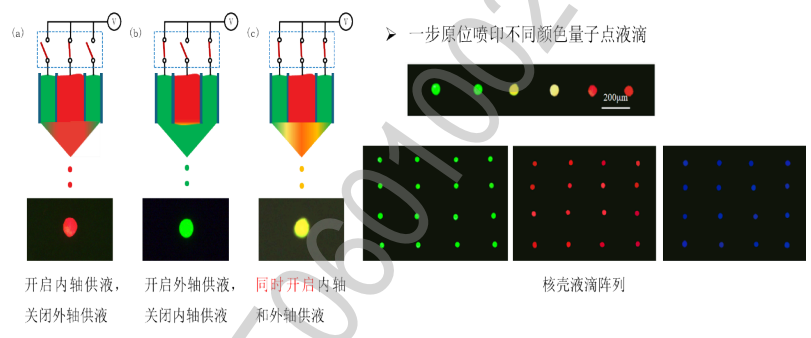 (a)
V
(b)
V
(c)
V
开启内轴供液，
关闭外轴供液
开启外轴供液，
关闭内轴供液
同时开启内轴
和外轴供液
➢ 一步原位喷印不同颜色量子点液滴
200μm
核壳液滴阵列